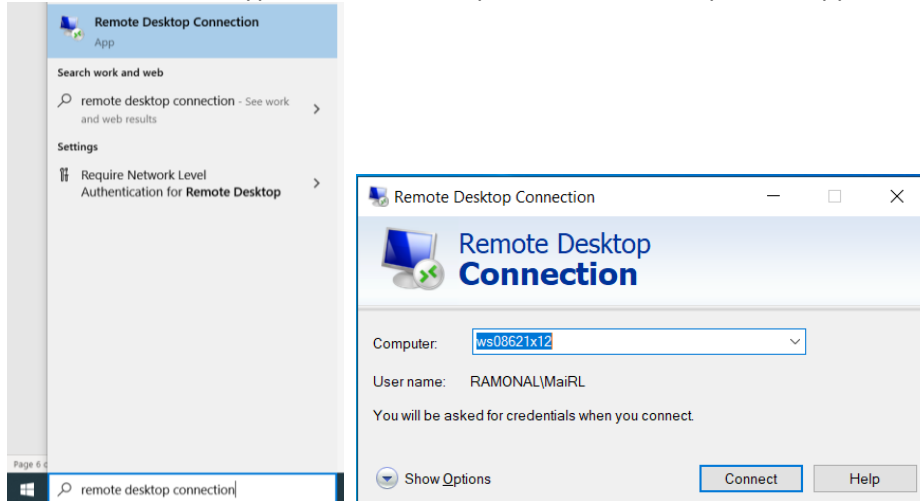 Remote Desktop Connection
App
Search work and web
remote desktop connection - See work
and web results
Settings
Require Network Level
Authentication for Remote Desktop
Page 6
remote desktop connection
Remote Desktop Connection
Remote Desktop
Connection
Computer:
ws08621x12
User name:
RAMONAL\MaiRL
You will be asked for credentials when you connect.
Show Options
Connect
Help